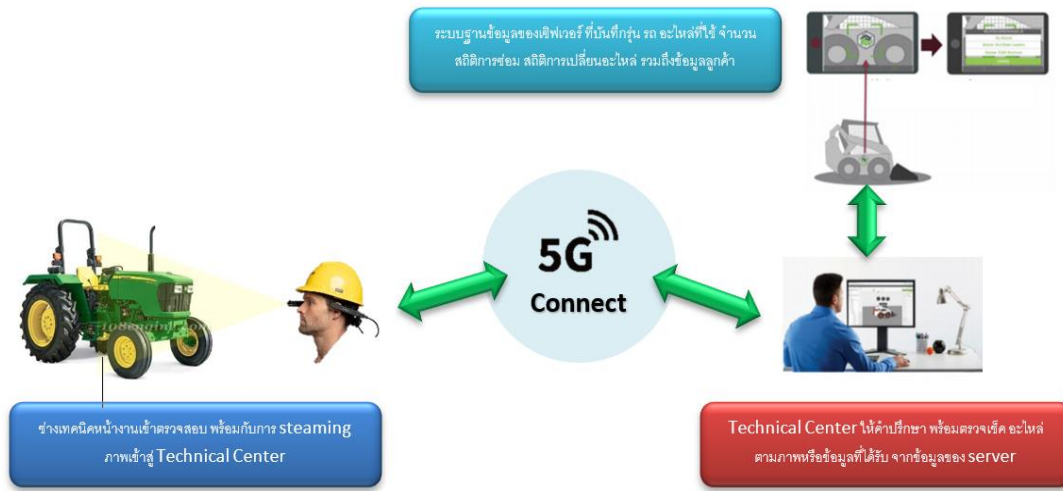 ระบบฐานข้อมูลของเซิฟเวอร์ ที่บันทึกรุ่น รถ อะไหล่ที่ใช้ จำนวน
สถิติการซ่อม สถิติการเปลี่ยนอะไหล่ รวมถึงข้อมูลลูกค้า
5G
Connect
ช่างเทคนิคหน้างานเข้าตรวจสอบ พร้อมกับการ steaming
ภาพเข้าสู่ Technical Center
Technical Center ให้คำปรึกษา พร้อมตรวจเช็ค อะไหล่
ตามภาพหรือข้อมูลที่ได้รับ จากข้อมูลของ server